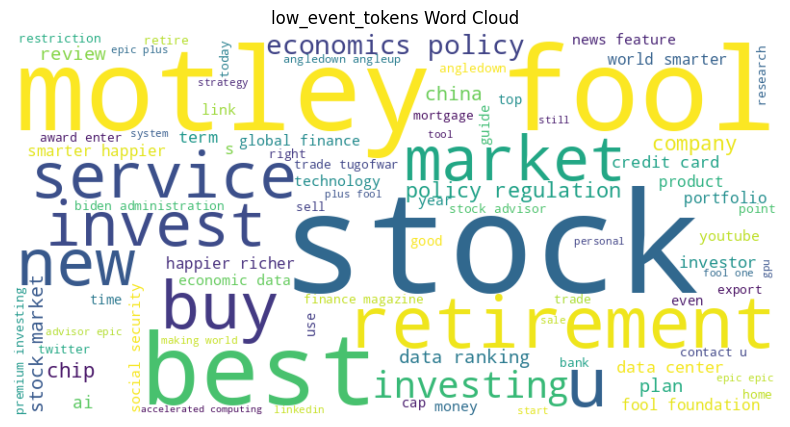 low_event_tokens Word Cloud
restriction
retire
epic plus
review
today
strategy
economics policy
angledown angleup
angledown
news feature
world smarter
research
motley fool
link
china
top
mortgage
guide
tool
still
award enter
system
term
global finance
smarter happier
s
right
trade tugofwar
market
company
credit card
service
technology
plus fool
policy regulation
product
portfolio
biden administration
sell
year
stock advisor
point
invest
stock
good
personal
youtube
new
happier richer
economic data
investor
fool one
gpu
stock market
time
buy
use
finance magazine
trade
even
export
premium investing
advisor epic
social security
making world
retirement
sale
twitter
best
data ranking
bank
contact u
chip
investing
u
data center
plan
epic epic
ai
accelerated computing
linkedin
cap
money
start
fool foundation
home